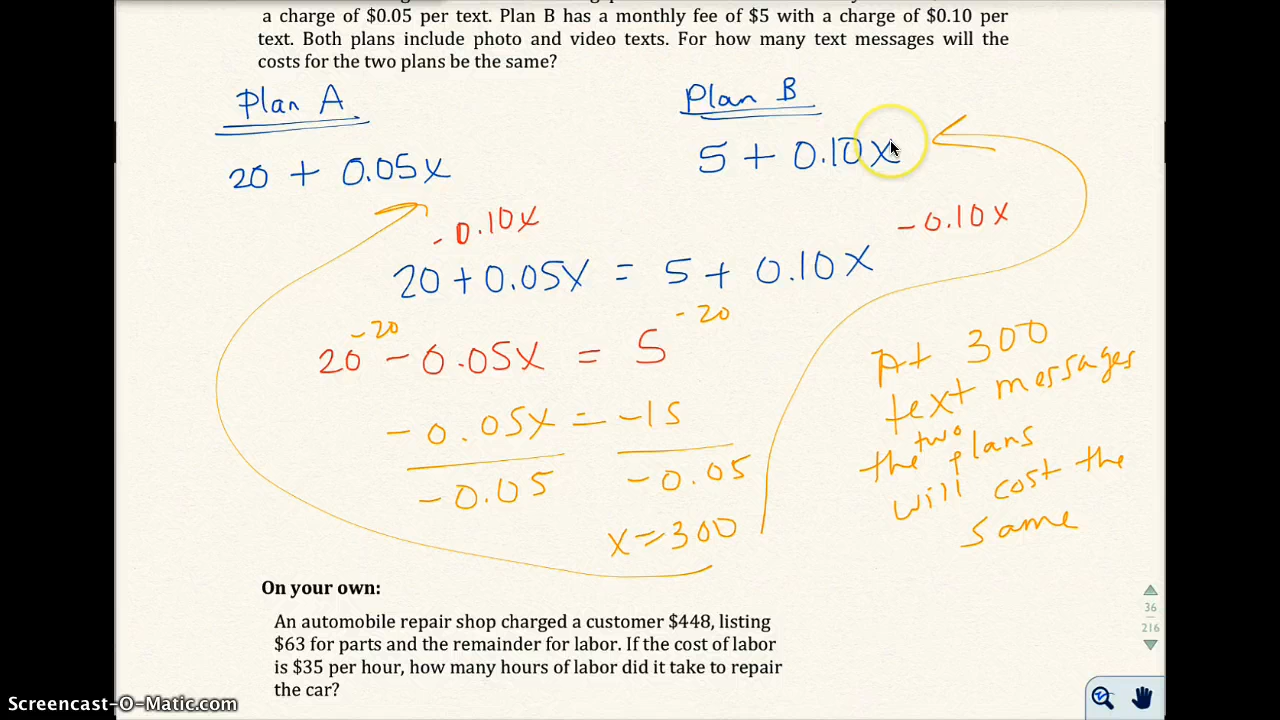 a charge of $0.05 per text. Plan B has a monthly fee of $5 with a charge of $0.10 per
text. Both plans include photo and video texts. For how many text messages will the
costs for the two plans be the same?
Plan A
Plan B
20 + 0.05x
5 + 0.10x
-0.10x
-0.10x
20 + 0.05x = 5 + 0.10x
-20
-20
20 - 0.05x = 5
-0.05x = -15
-0.05
-0.05
x = 300
At 300
text messages
the two plans
will cost the
same
On your own:
An automobile repair shop charged a customer $448, listing
$63 for parts and the remainder for labor. If the cost of labor
is $35 per hour, how many hours of labor did it take to repair
the car?
36
216
Screencast-O-Matic.com